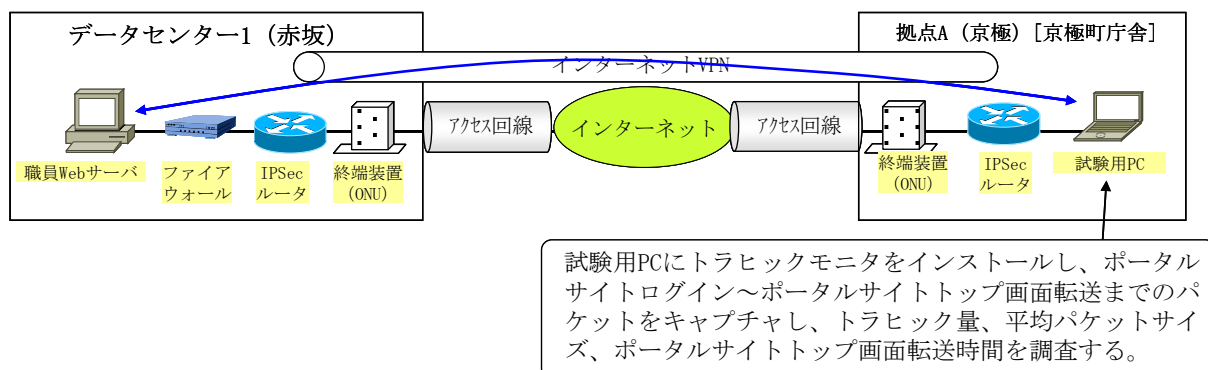 データセンター1（赤坂）
拠点A（京極）[京極町庁舎]
インターネットVPN
アクセス回線
インターネット
アクセス回線
職員Webサーバ
ファイア
ウォール
IPSec
ルータ
終端装置
(ONU)
終端装置
(ONU)
IPSec
ルータ
試験用PC
試験用PCにトラヒックモニタをインストールし、ポータル
サイトログイン～ポータルサイトトップ画面転送までのパ
ケットをキャプチャし、トラヒック量、平均パケットサイ
ズ、ポータルサイトトップ画面転送時間を調査する。